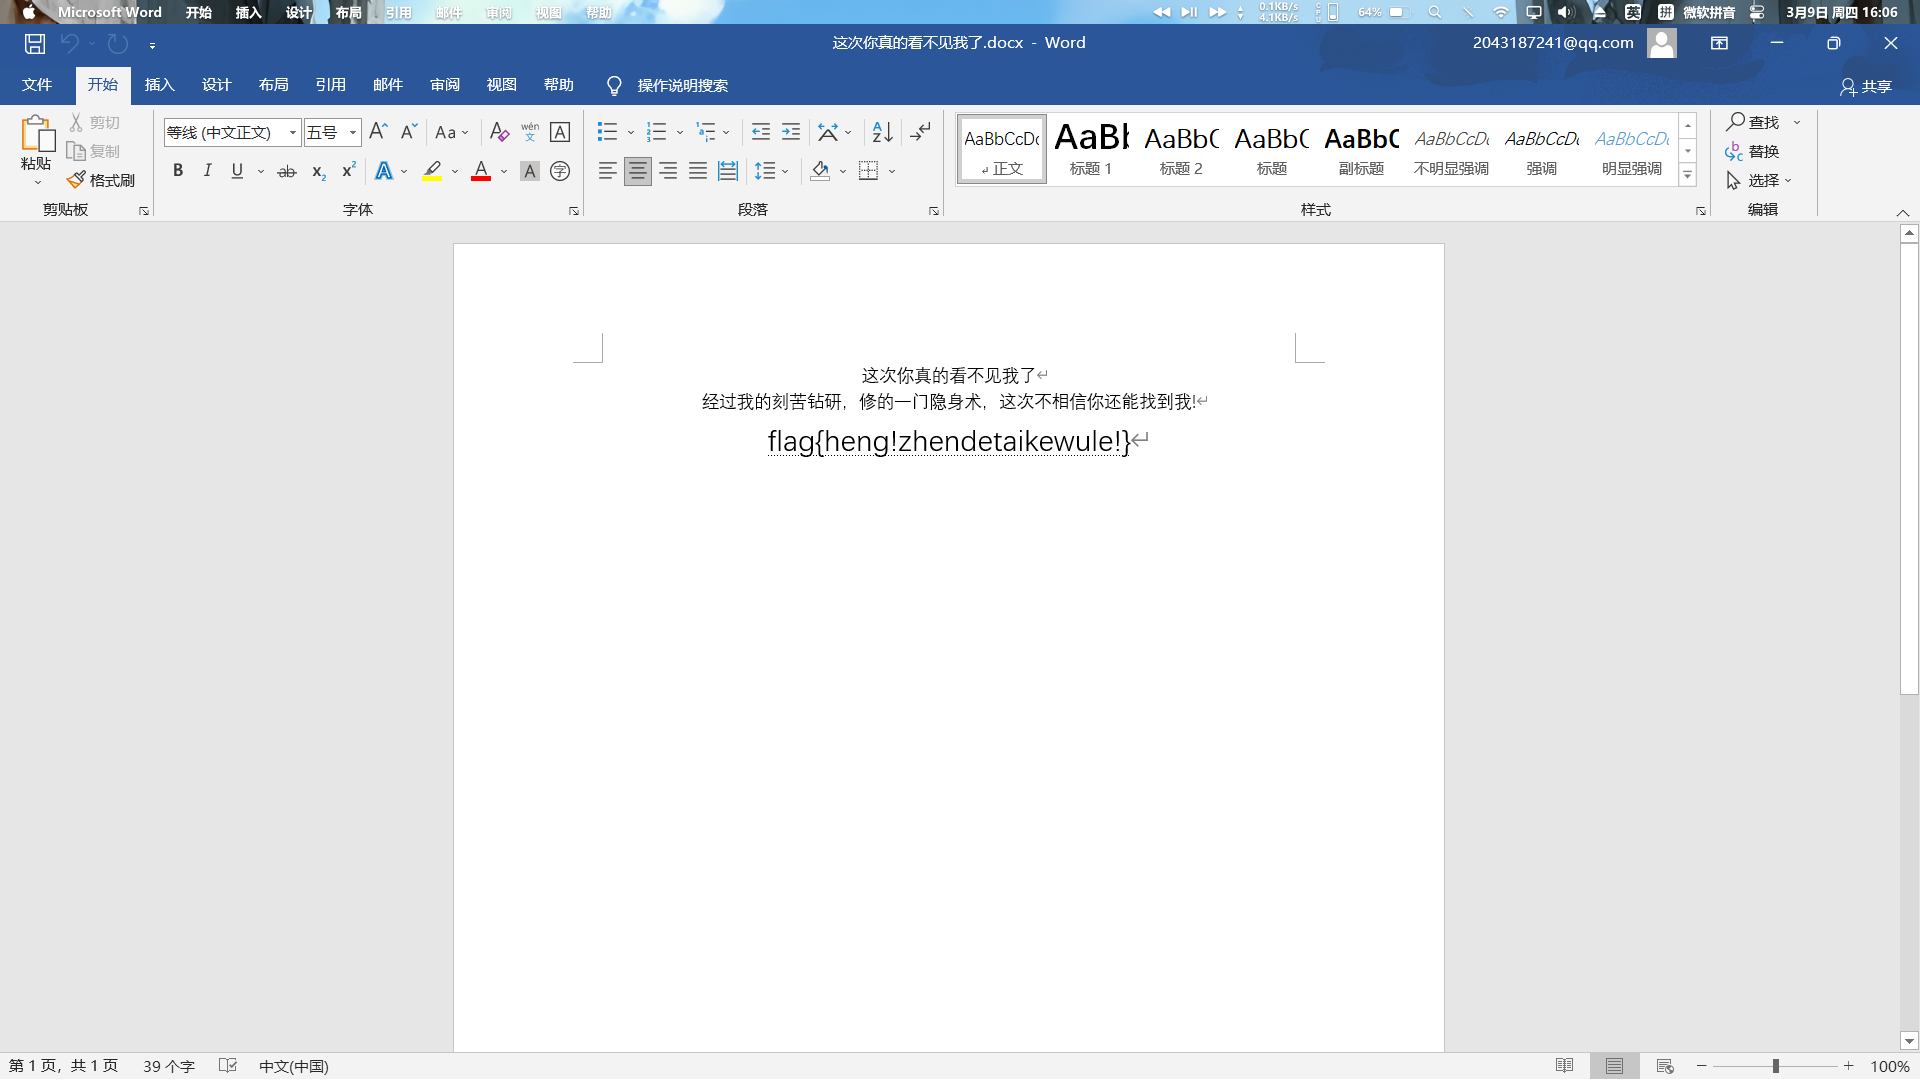 Microsoft Word 开始 插入 设计 布局 引用 邮件 审阅 视图 帮助 0.1KB/s 4.1KB/s CPU 64% 英 拼 微软拼音 3月9日 周四 16:06
这次你真的看不见我了.docx - Word 2043187241@qq.com
文件 开始 插入 设计 布局 引用 邮件 审阅 视图 帮助 操作说明搜索 共享
粘贴 剪切 复制 格式刷
剪贴板
等线 (中文正文) 五号 A A Aa wén 文 A
B I U ab x₂ x² A A A 字
字体
段落
AaBbCcDc AaBb AaBbC AaBbC AaBbC AaBbCcDc AaBbCcDc AaBbCcDc
正文 标题 1 标题 2 标题 副标题 不明显强调 强调 明显强调
样式
查找
替换
选择
编辑
这次你真的看不见我了
经过我的刻苦钻研，修的一门隐身术，这次不相信你还能找到我!
flag{heng!zhendetaikewule!}
第 1 页，共 1 页 39 个字 中文(中国) 100%